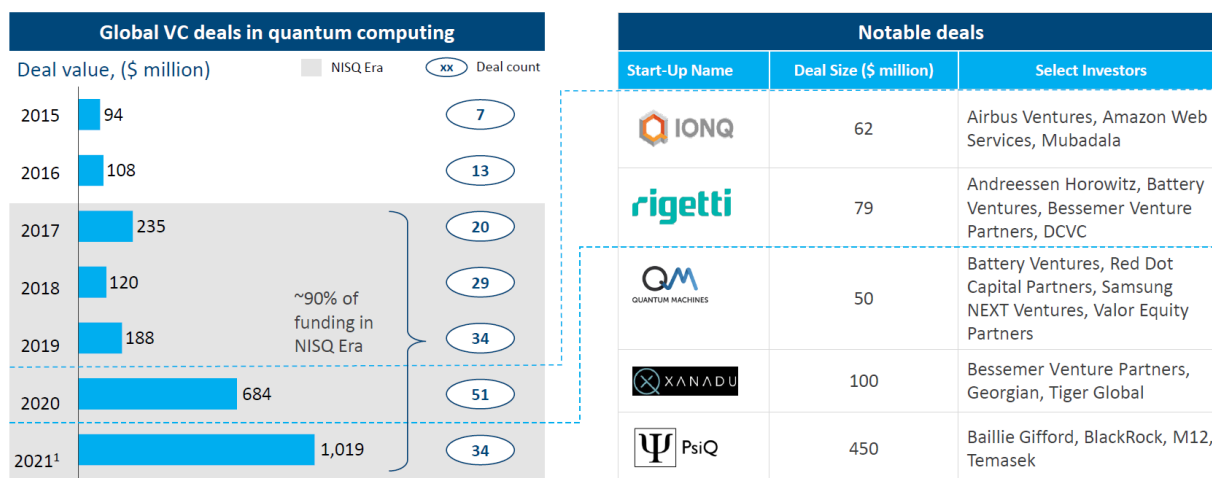 Global VC deals in quantum computing
Deal value, ($ million)
NISQ Era
xx Deal count
2015 94 7
2016 108 13
2017 235 20
2018 120 29
2019 188 34
2020 684 51
2021¹ 1,019 34
~90% of
funding in
NISQ Era
Notable deals
Start-Up Name Deal Size ($ million) Select Investors
IONQ 62
Airbus Ventures, Amazon Web
Services, Mubadala
rigetti 79
Andreessen Horowitz, Battery
Ventures, Bessemer Venture
Partners, DCVC
QM
QUANTUM MACHINES
50
Battery Ventures, Red Dot
Capital Partners, Samsung
NEXT Ventures, Valor Equity
Partners
XANADU 100
Bessemer Venture Partners,
Georgian, Tiger Global
Ψ PsiQ 450
Baillie Gifford, BlackRock, M12,
Temasek